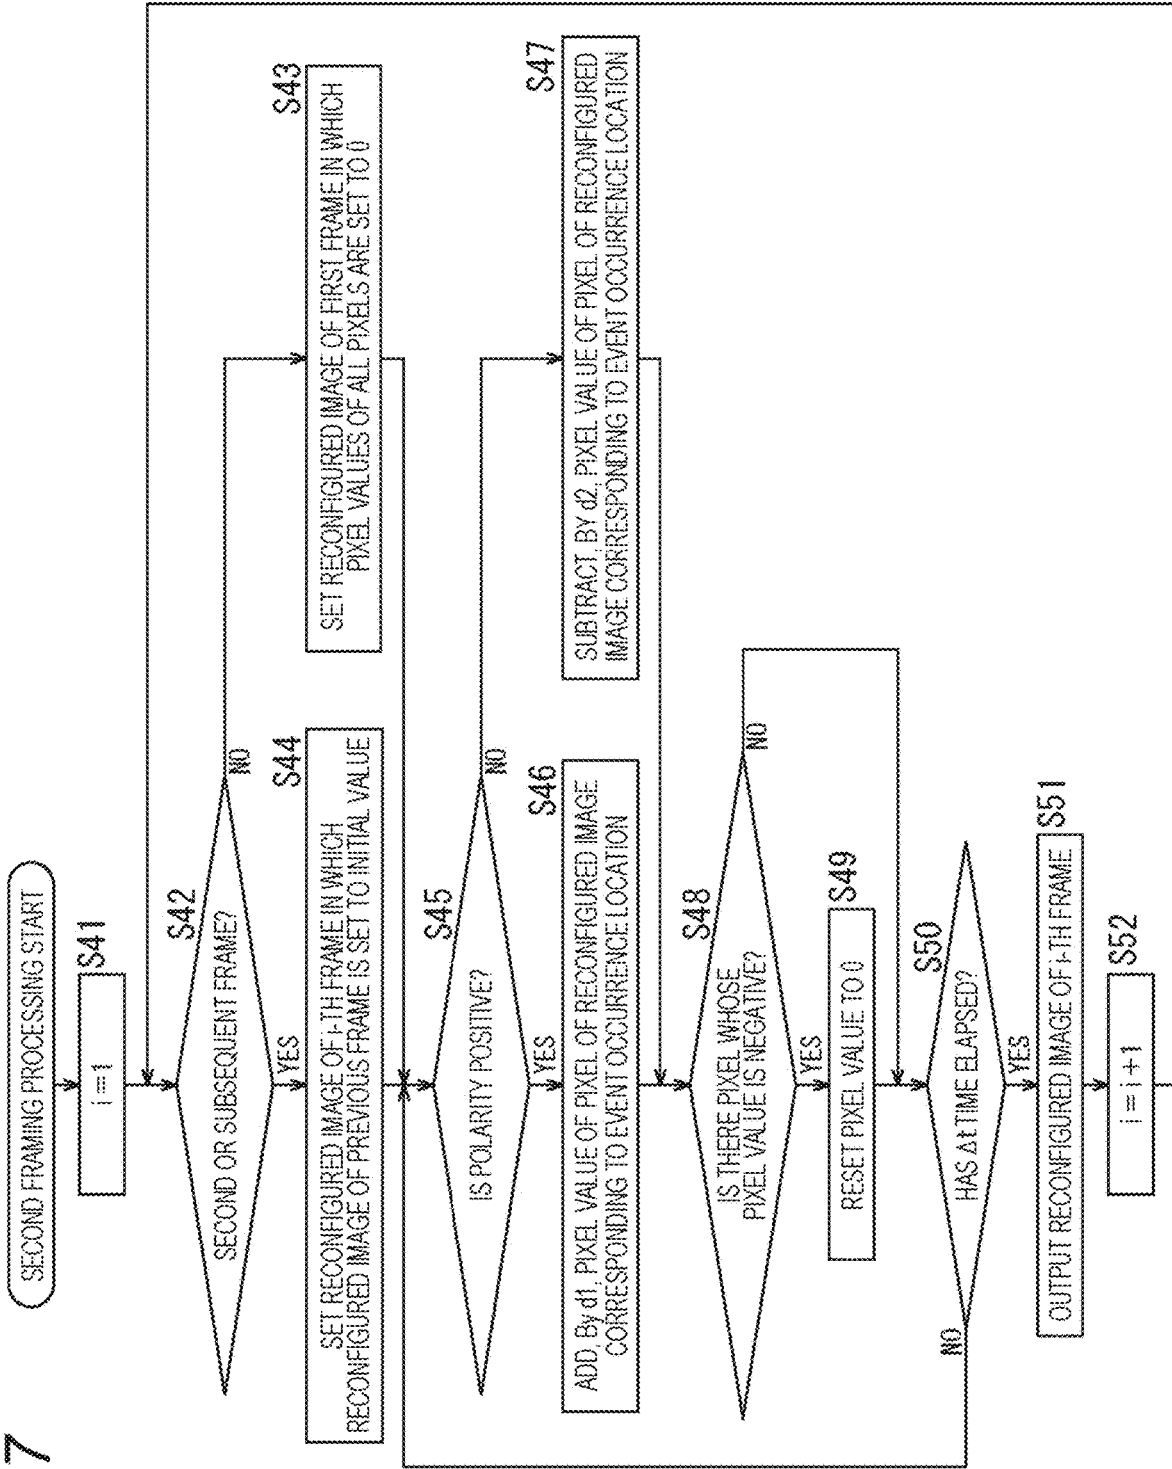 7
SECOND FRAMING PROCESSING START
S41
i=1
S42
SECOND OR SUBSEQUENT FRAME?
NO
YES
S44
SET RECONFIGURED IMAGE OF i-TH FRAME IN WHICH
RECONFIGURED IMAGE OF PREVIOUS FRAME IS SET TO INITIAL VALUE
S43
SET RECONFIGURED IMAGE OF FIRST FRAME IN WHICH
PIXEL VALUES OF ALL PIXELS ARE SET TO 0
S45
IS POLARITY POSITIVE?
NO
YES
S46
ADD, By d1, PIXEL VALUE OF PIXEL OF RECONFIGURED IMAGE
CORRESPONDING TO EVENT OCCURRENCE LOCATION
S47
SUBTRACT, BY d2, PIXEL VALUE OF PIXEL OF RECONFIGURED
IMAGE CORRESPONDING TO EVENT OCCURRENCE LOCATION
S48
IS THERE PIXEL WHOSE
PIXEL VALUE IS NEGATIVE?
NO
YES
S49
RESET PIXEL VALUE TO 0
S50
HAS Δt TIME ELAPSED?
NO
YES
S51
OUTPUT RECONFIGURED IMAGE OF i-TH FRAME
S52
i = i + 1